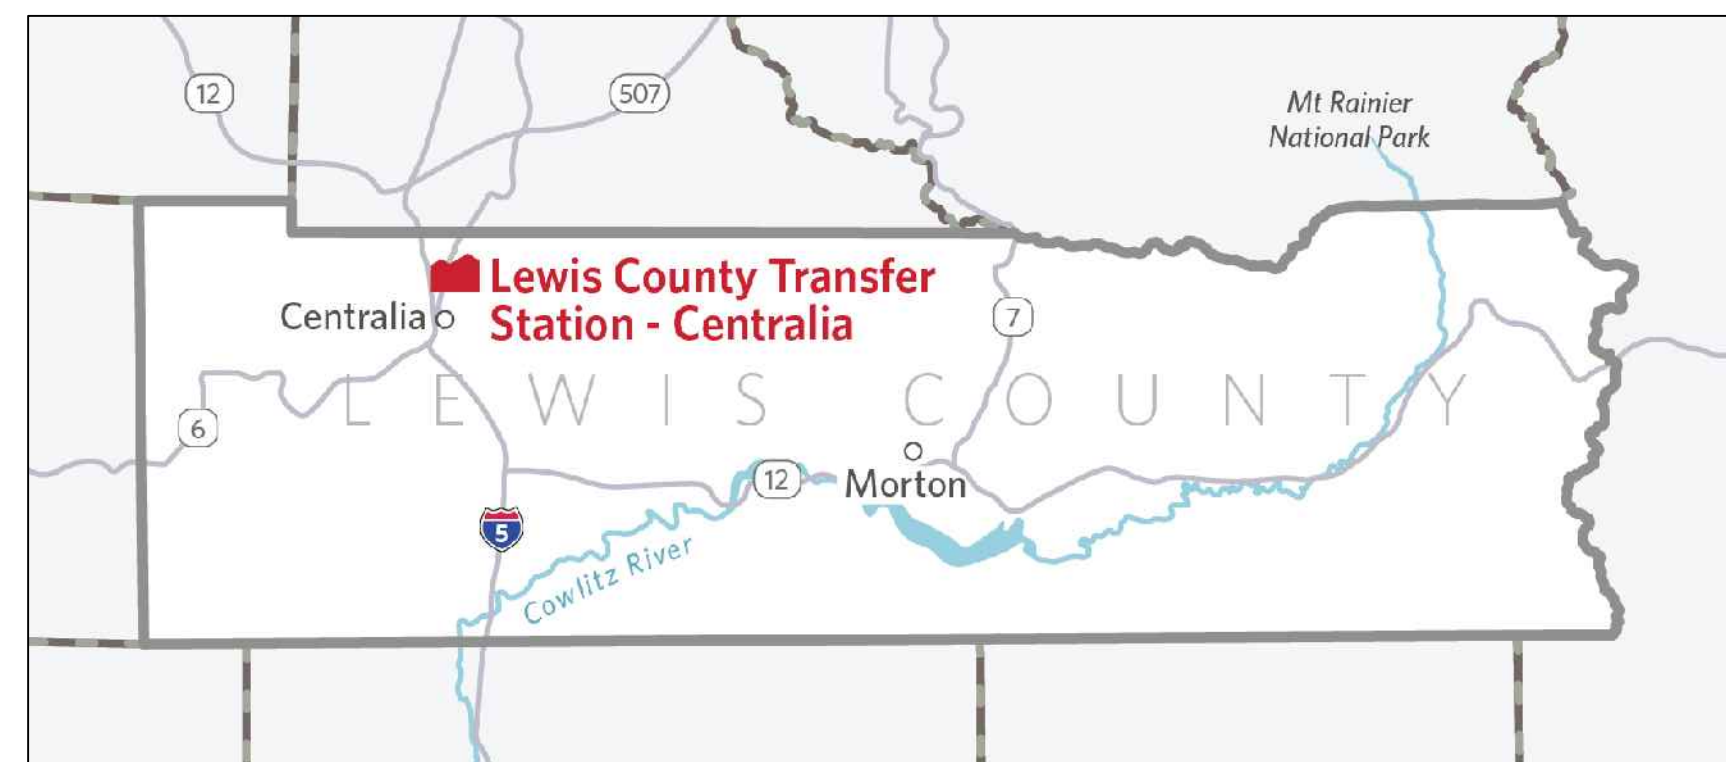 12
507
Mt Rainier
National Park
Lewis County Transfer
Station - Centralia
Centralia
7
LEWIS COUNTY
6
12
Morton
5
Cowlitz River